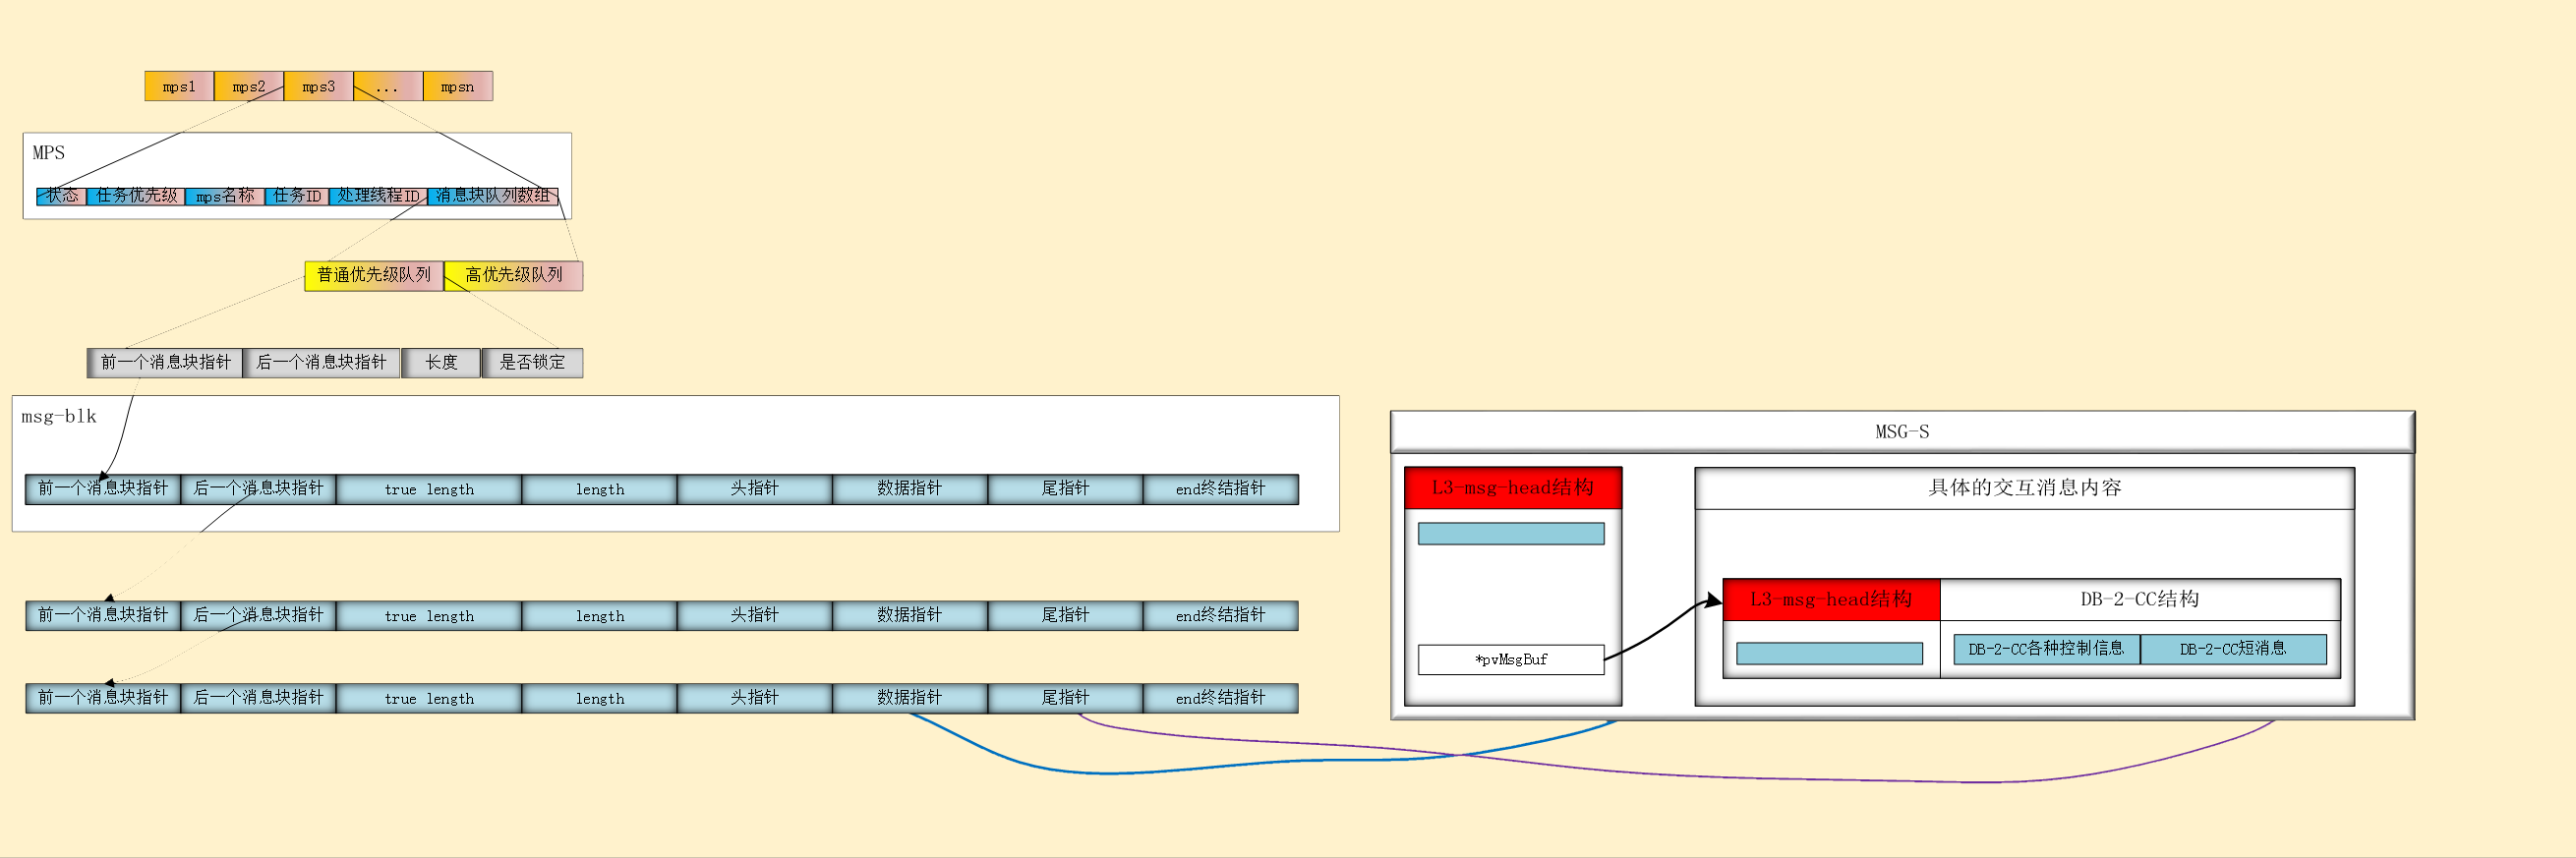 mps1 mps2 mps3 ... mpsn
MPS
状态 任务优先级 mps名称 任务ID 处理线程ID 消息块队列数组
普通优先级队列 高优先级队列
前一个消息块指针 后一个消息块指针 长度 是否锁定
msg-blk
前一个消息块指针 后一个消息块指针 true length length 头指针 数据指针 尾指针 end终结指针
前一个消息块指针 后一个消息块指针 true length length 头指针 数据指针 尾指针 end终结指针
前一个消息块指针 后一个消息块指针 true length length 头指针 数据指针 尾指针 end终结指针
MSG-S
L3-msg-head结构
*pvMsgBuf
具体的交互消息内容
L3-msg-head结构 DB-2-CC结构
DB-2-CC各种控制信息 DB-2-CC短消息